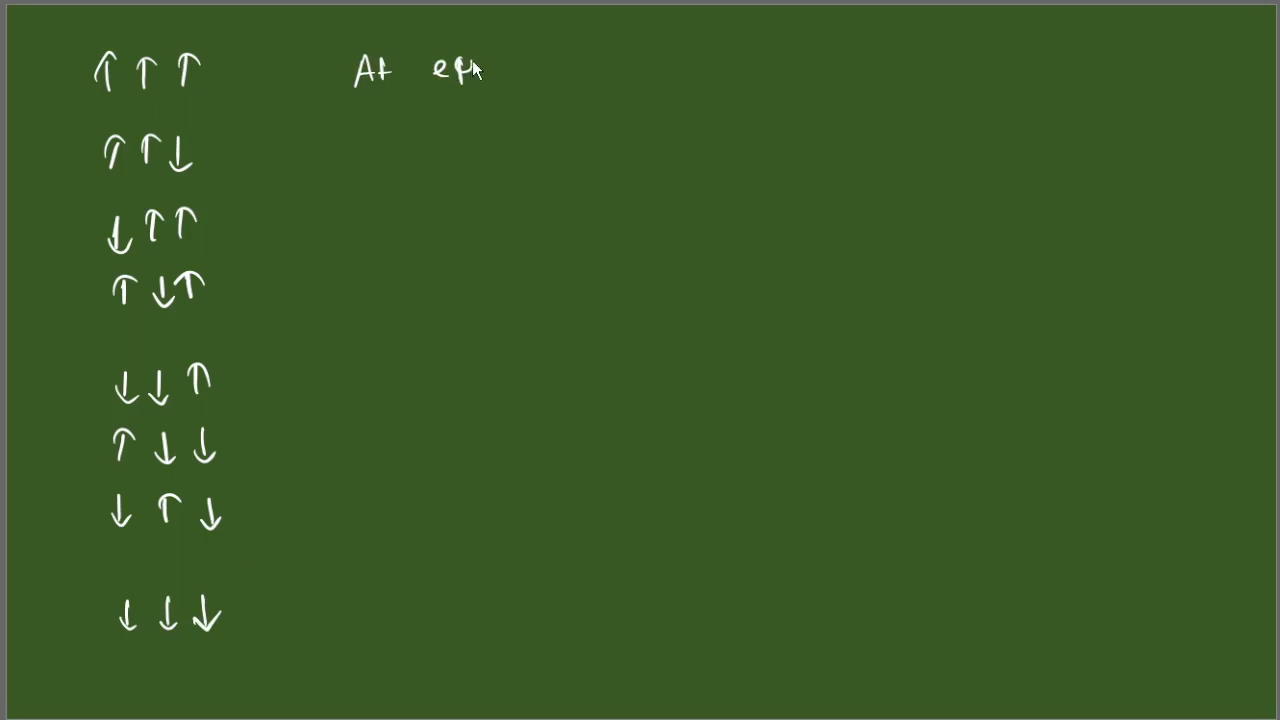 ↑ ↑ ↑ At eq
↑ ↑ ↓
↓ ↑ ↑
↑ ↓ ↑
↓ ↓ ↑
↑ ↓ ↓
↓ ↑ ↓
↓ ↓ ↓